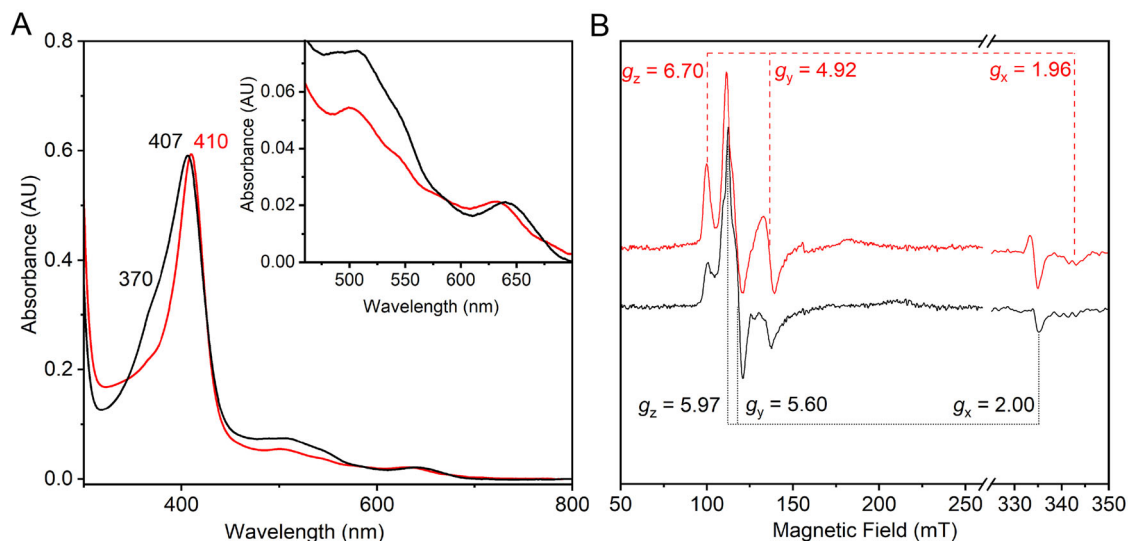 A
B
0.8
0.6
0.4
0.2
0.0
Absorbance (AU)
400
600
800
Wavelength (nm)
407
410
370
0.08
0.06
0.04
0.02
0.00
Absorbance (AU)
500
550
600
650
Wavelength (nm)
gz = 6.70
gy = 4.92
gx = 1.96
gz = 5.97
gy = 5.60
gx = 2.00
50
100
150
200
250
330
340
350
Magnetic Field (mT)